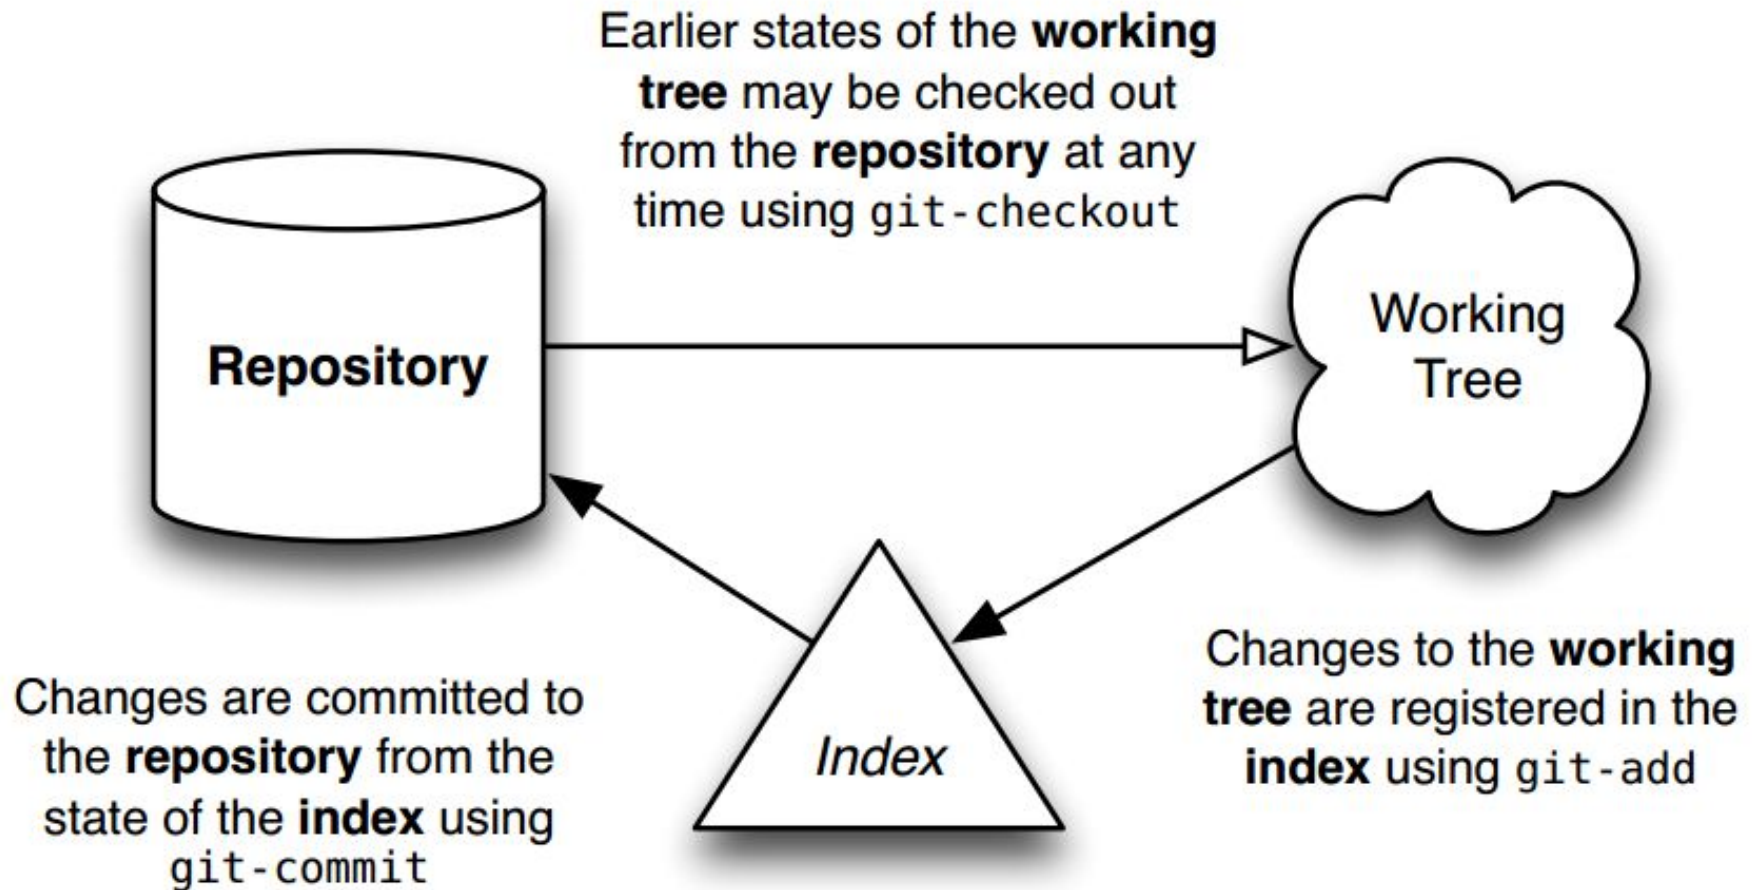 Earlier states of the working
tree may be checked out
from the repository at any
time using git-checkout
Repository
Working
Tree
Index
Changes are committed to
the repository from the
state of the index using
git-commit
Changes to the working
tree are registered in the
index using git-add